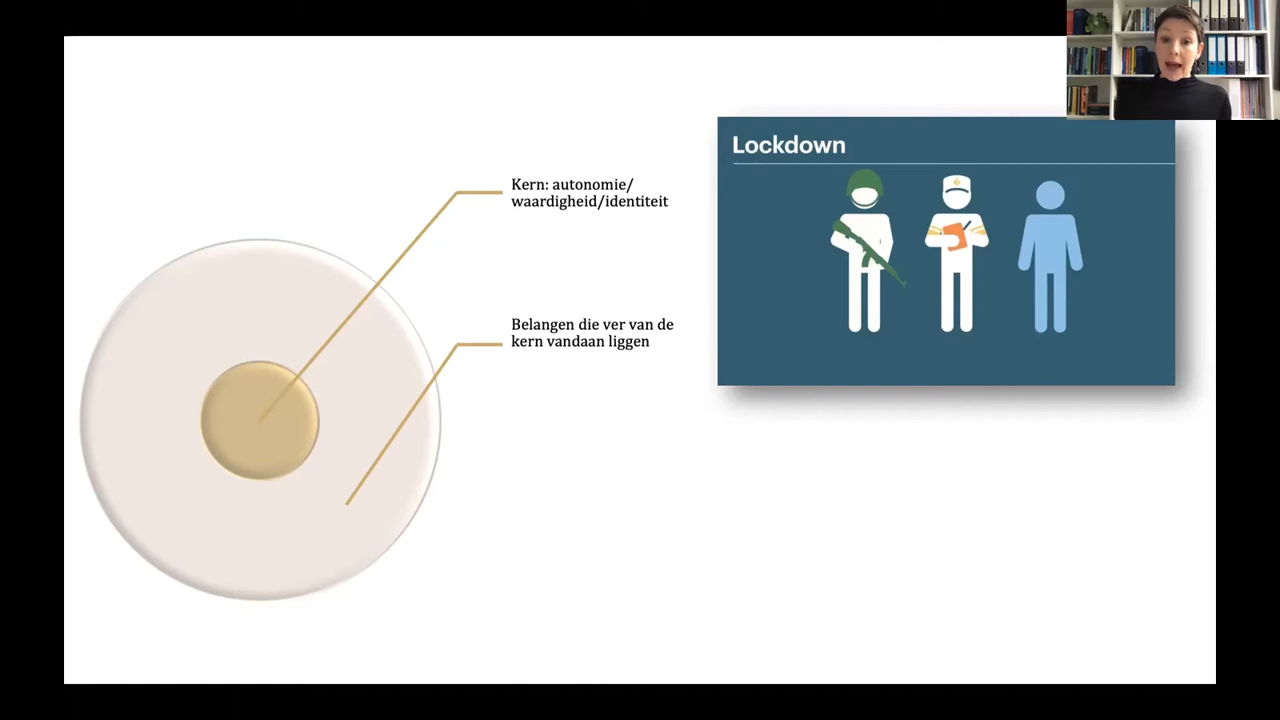 Lockdown
Kern: autonomie/
waardigheid/identiteit
Belangen die ver van de
kern vandaan liggen